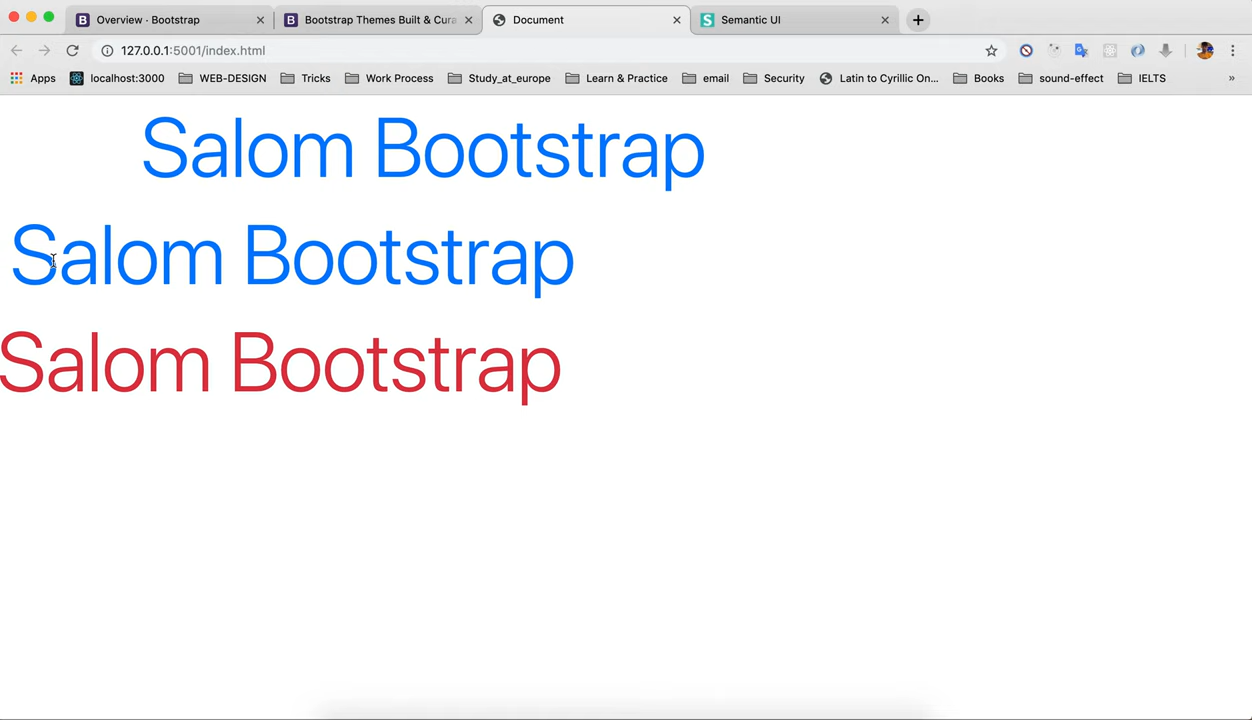 Overview · Bootstrap
Bootstrap Themes Built & Cura
Document
Semantic UI
127.0.0.1:5001/index.html
Apps
localhost:3000
WEB-DESIGN
Tricks
Work Process
Study_at_europe
Learn & Practice
email
Security
Latin to Cyrillic On...
Books
sound-effect
IELTS
»
Salom Bootstrap
Salom Bootstrap
Salom Bootstrap